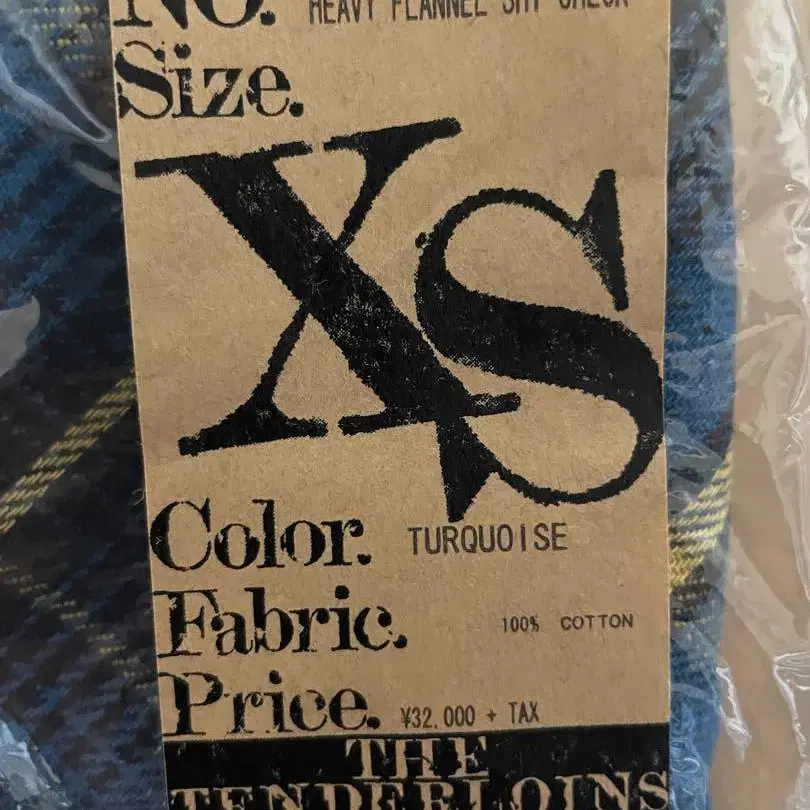 NO. HEAVY FLANNEL SHT CHECK
Size.
XS
Color. TURQUOISE
Fabric. 100% COTTON
Price. ¥32,000 + TAX
THE
TENDERLOINS